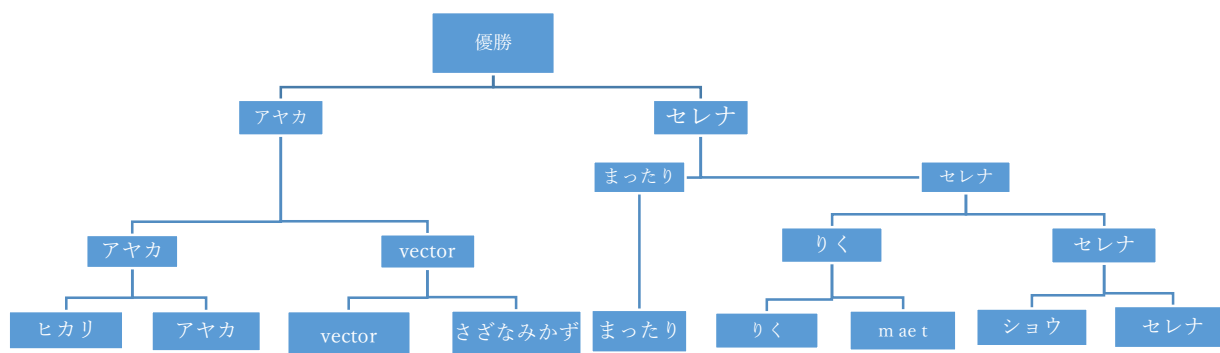 優勝
アヤカ
セレナ
まったり
セレナ
アヤカ
vector
りく
セレナ
ヒカリ
アヤカ
vector
さざなみかず
まったり
りく
m ae t
ショウ
セレナ